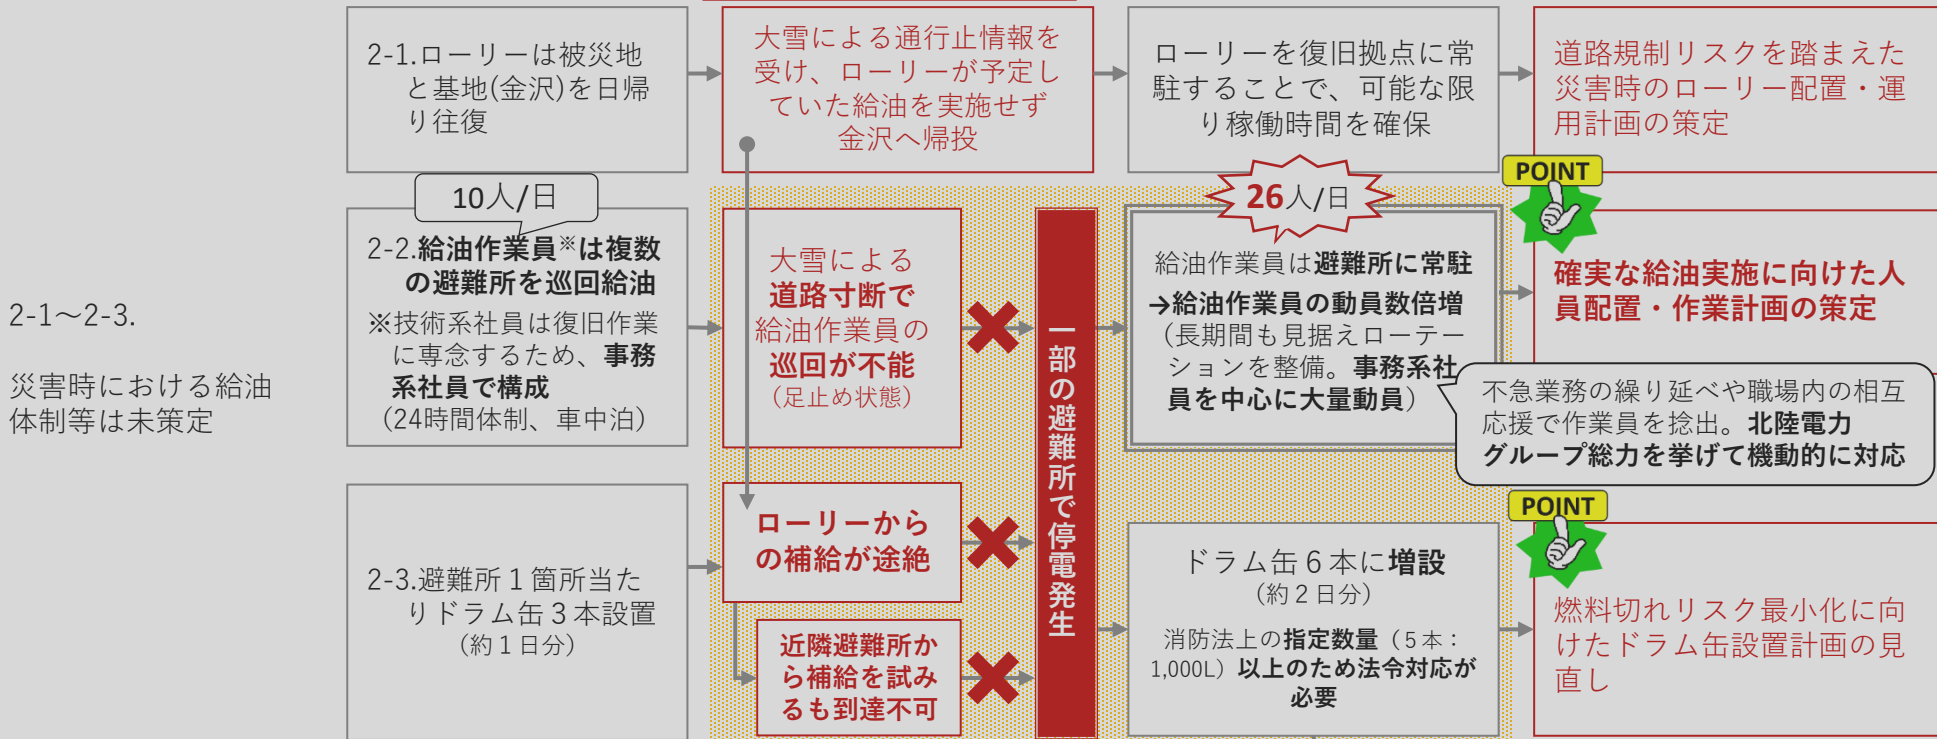 2-1～2-3.
災害時における給油
体制等は未策定
2-1.ローリーは被災地
と基地(金沢)を日帰
り往復
大雪による通行止情報を
受け、ローリーが予定し
ていた給油を実施せず
金沢へ帰投
ローリーを復旧拠点に常
駐することで、可能な限
り稼働時間を確保
道路規制リスクを踏まえた
災害時のローリー配置・運
用計画の策定
10人/日
2-2.給油作業員※は複数
の避難所を巡回給油
※技術系社員は復旧作業
に専念するため、事務
系社員で構成
（24時間体制、車中泊）
大雪による
道路寸断で
給油作業員の
巡回が不能
（足止め状態）
一部の避難所で停電発生
26人/日
給油作業員は避難所に常駐
→給油作業員の動員数倍増
（長期間も見据えローテー
ションを整備。事務系社
員を中心に大量動員）
POINT
確実な給油実施に向けた人
員配置・作業計画の策定
不急業務の繰り延べや職場内の相互
応援で作業員を捻出。北陸電力
グループ総力を挙げて機動的に対応
2-3.避難所１箇所当た
りドラム缶３本設置
（約１日分）
ローリーから
の補給が途絶
近隣避難所か
ら補給を試み
るも到達不可
ドラム缶６本に増設
（約２日分）
消防法上の指定数量（５本：
1,000L）以上のため法令対応が
必要
POINT
燃料切れリスク最小化に向
けたドラム缶設置計画の見
直し